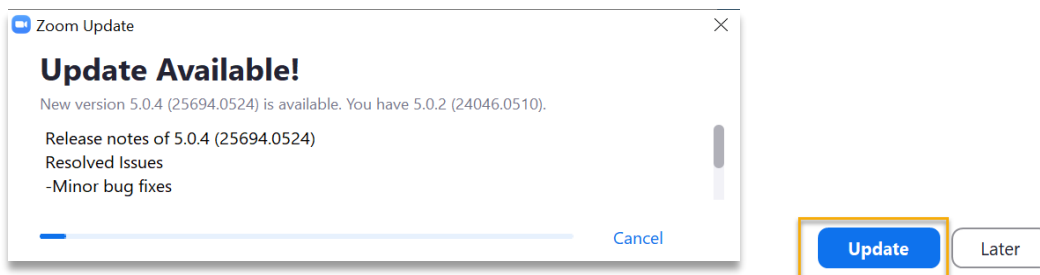 Zoom Update
Update Available!
New version 5.0.4 (25694.0524) is available. You have 5.0.2 (24046.0510).
Release notes of 5.0.4 (25694.0524)
Resolved Issues
-Minor bug fixes
Cancel
Update
Later